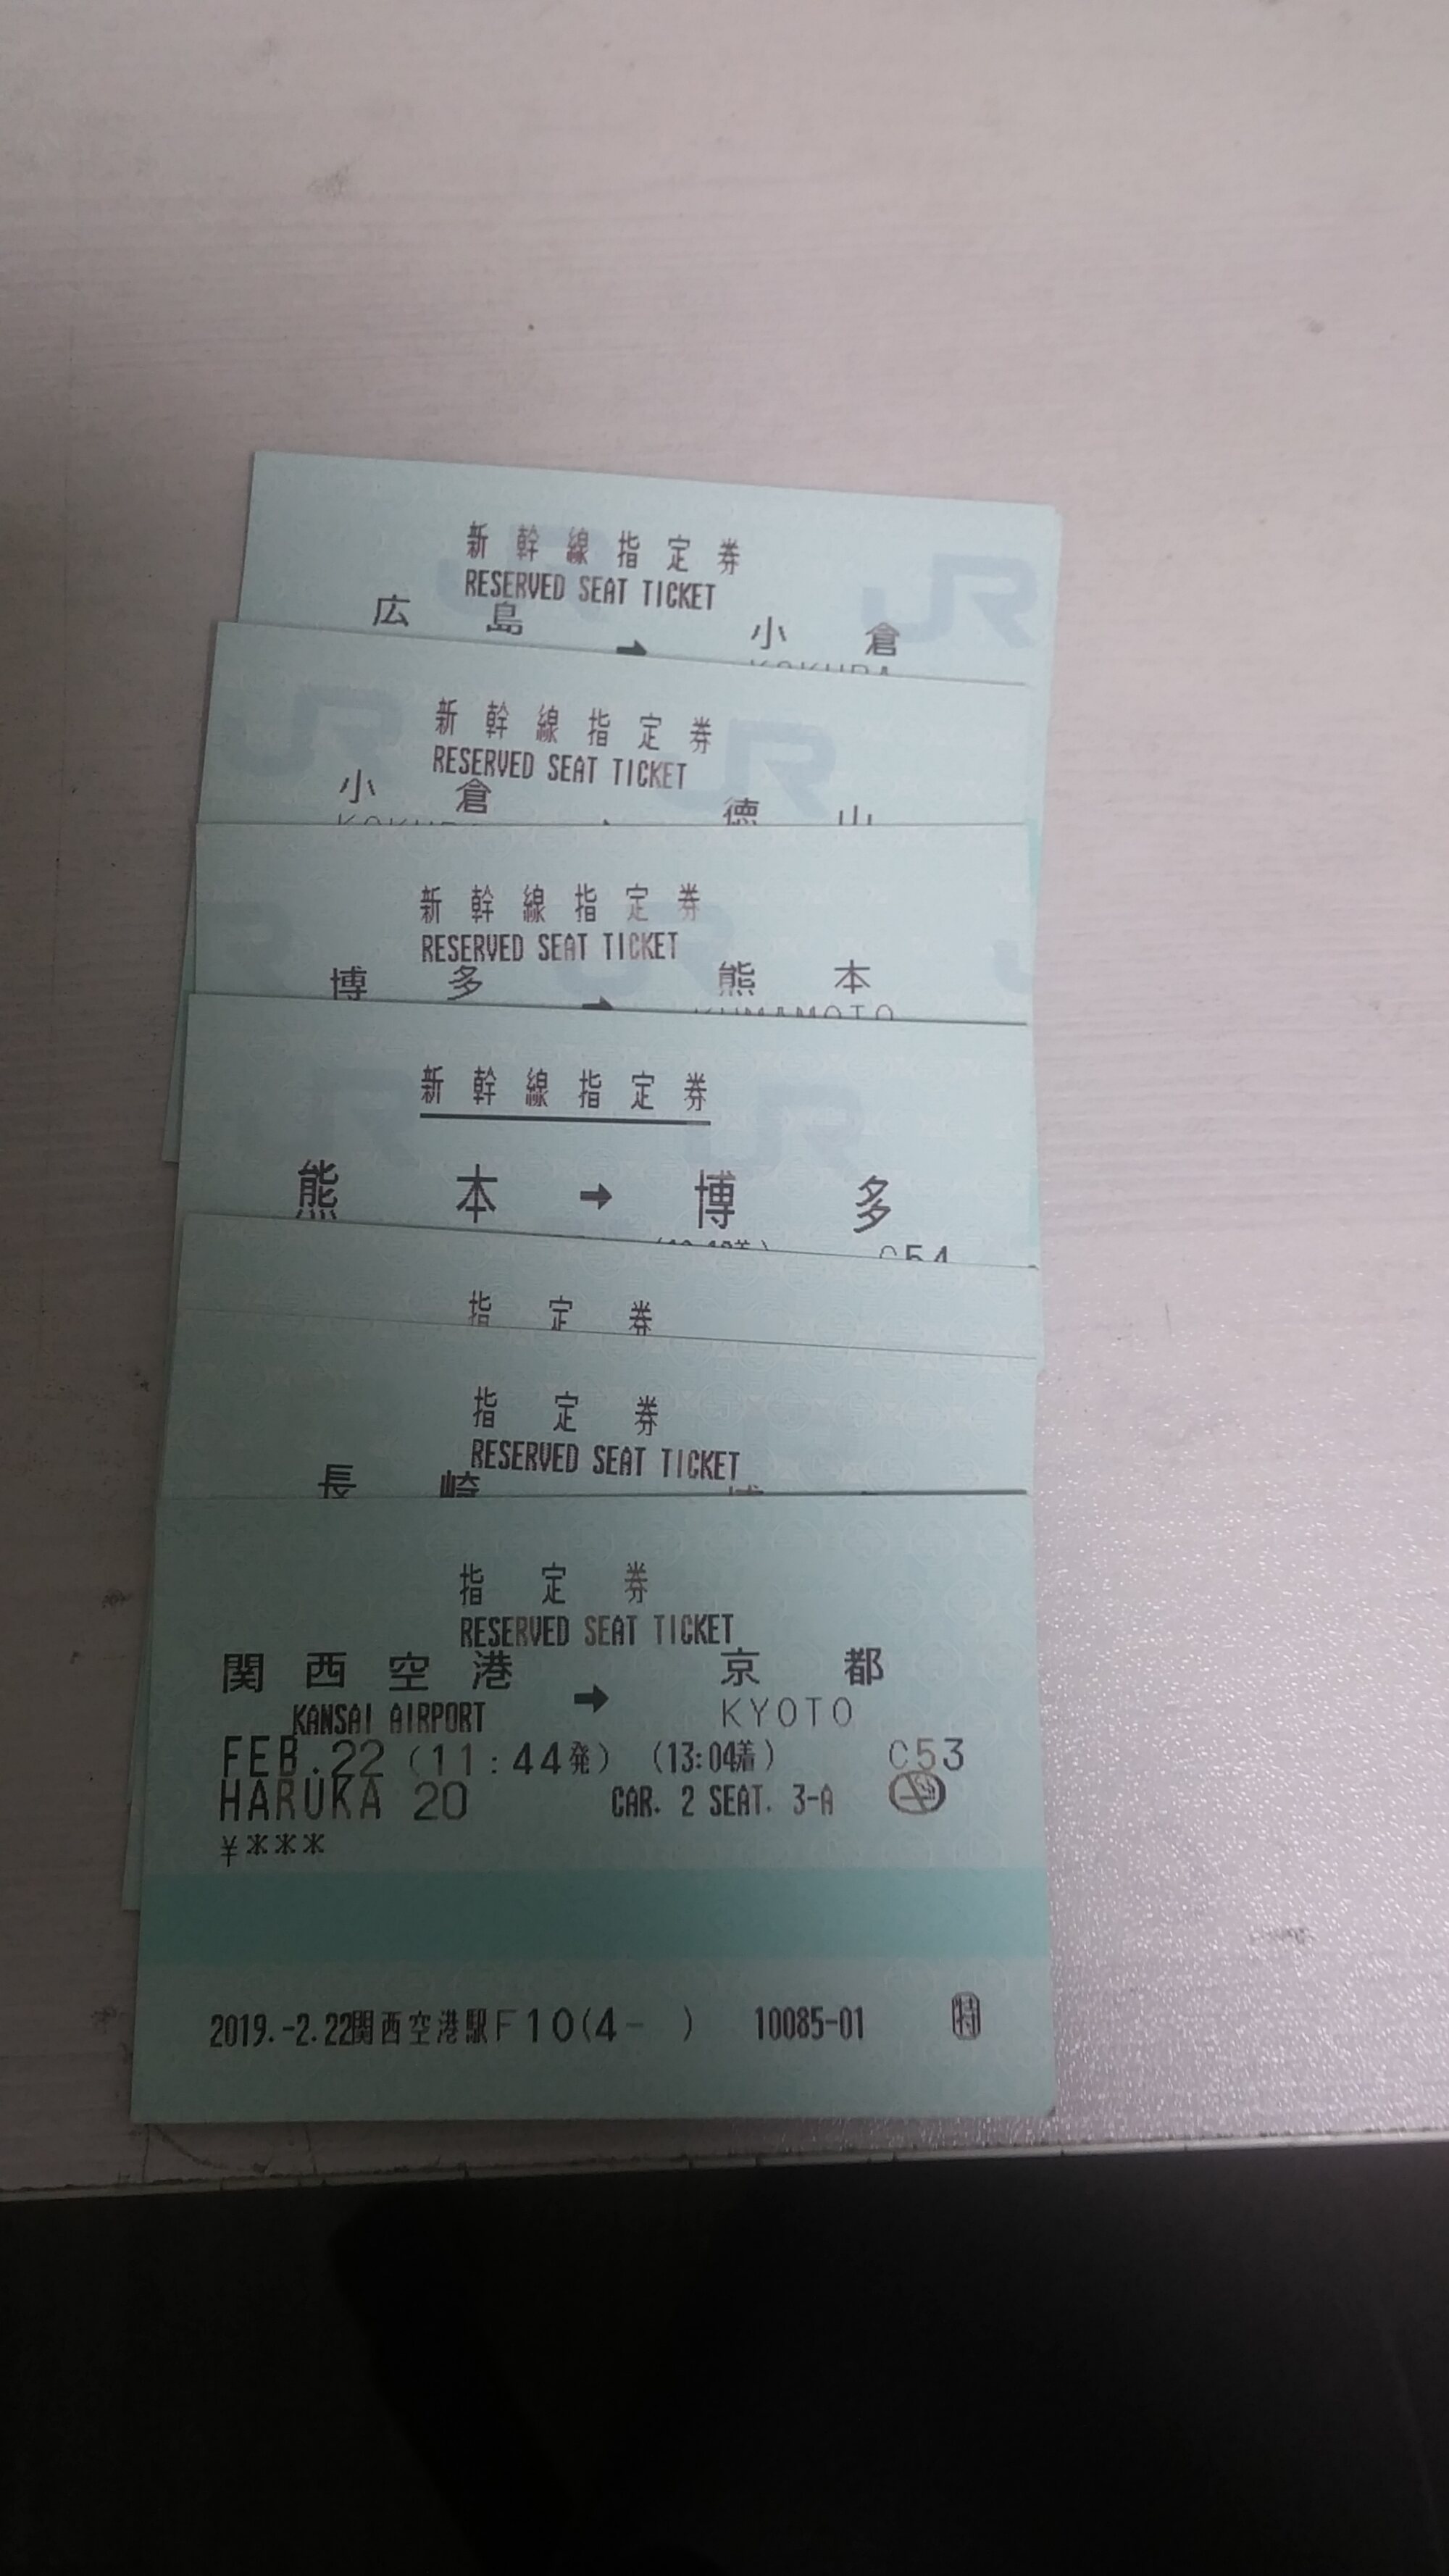 新幹線指定券
RESERVED SEAT TICKET
広島 → 小倉
KOKURA
新幹線指定券
RESERVED SEAT TICKET
小倉 → 徳山
KOKURA
新幹線指定券
RESERVED SEAT TICKET
博多 → 熊本
KUMAMOTO
新幹線指定券
熊本 → 博多
C54
指定券
指定券
RESERVED SEAT TICKET
長崎
指定券
RESERVED SEAT TICKET
関西空港 → 京都
KANSAI AIRPORT KYOTO
FEB.22 (11:44発) (13:04着) C53
HARUKA 20 CAR. 2 SEAT. 3-A
¥***
2019.-2.22関西空港駅F10(4- ) 10085-01 特